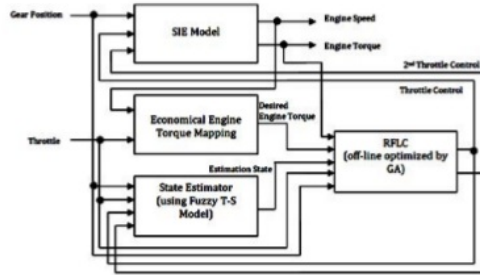 Gear Position
Engine Speed
SIE Model
Engine Torque
2nd Throttle Control
Throttle Control
Economical Engine
Torque Mapping
Desired
Engine Torque
Throttle
RFLC
(off-line optimized by
GA)
Estimation State
State Estimator
(using Fuzzy T-S
Model)